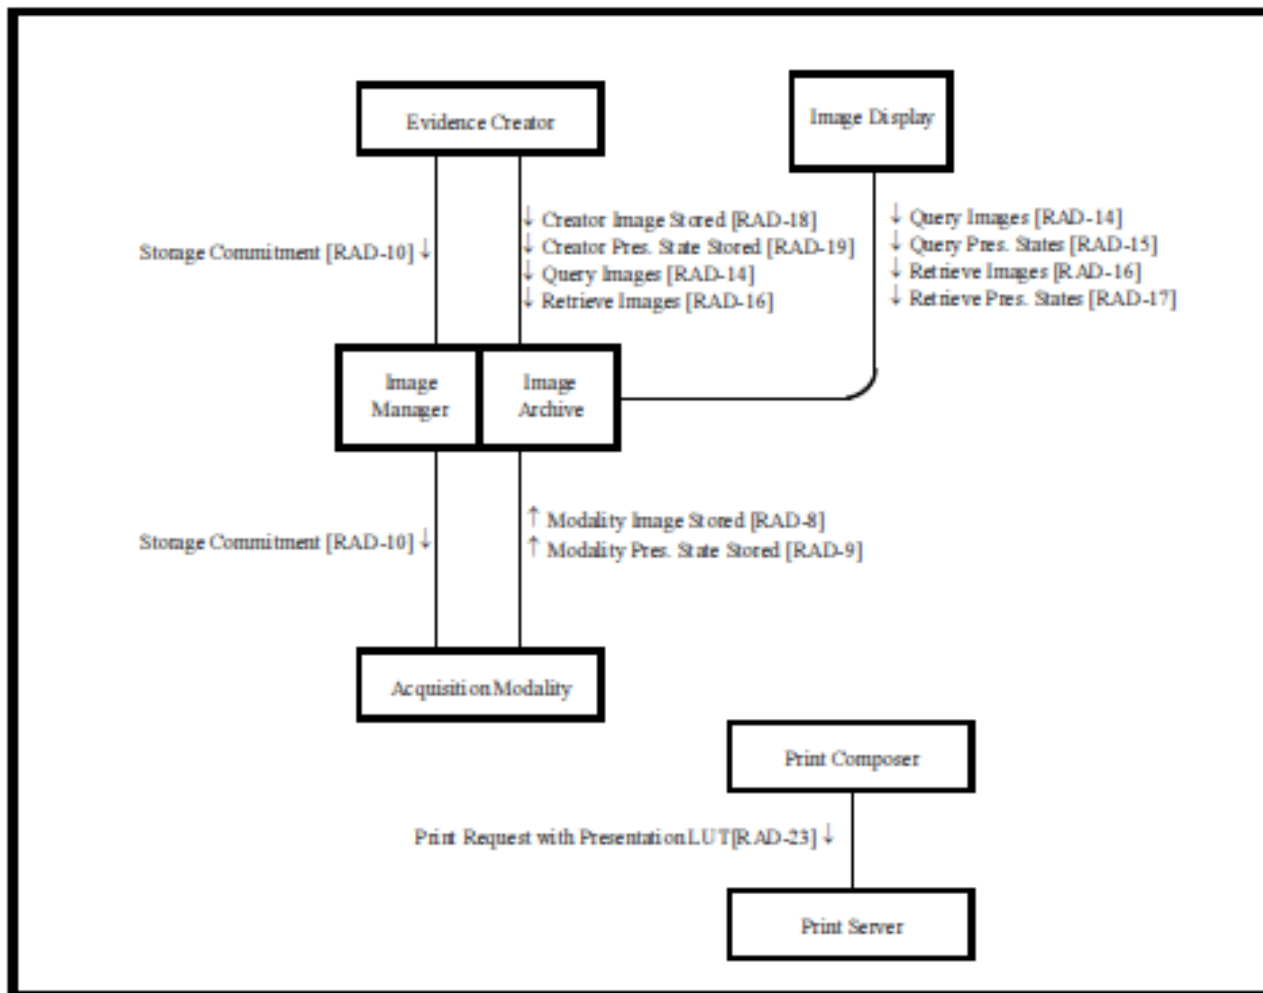 Evidence Creator
Image Display
Storage Commitment [RAD-10] ↓
↓ Creator Image Stored [RAD-18]
↓ Creator Pres. State Stored [RAD-19]
↓ Query Images [RAD-14]
↓ Retrieve Images [RAD-16]
↓ Query Images [RAD-14]
↓ Query Pres. States [RAD-15]
↓ Retrieve Images [RAD-16]
↓ Retrieve Pres. States [RAD-17]
Image
Manager
Image
Archive
Storage Commitment [RAD-10] ↓
↑ Modality Image Stored [RAD-8]
↑ Modality Pres. State Stored [RAD-9]
Acquisition Modality
Print Composer
Print Request with Presentation LUT[RAD-23] ↓
Print Server